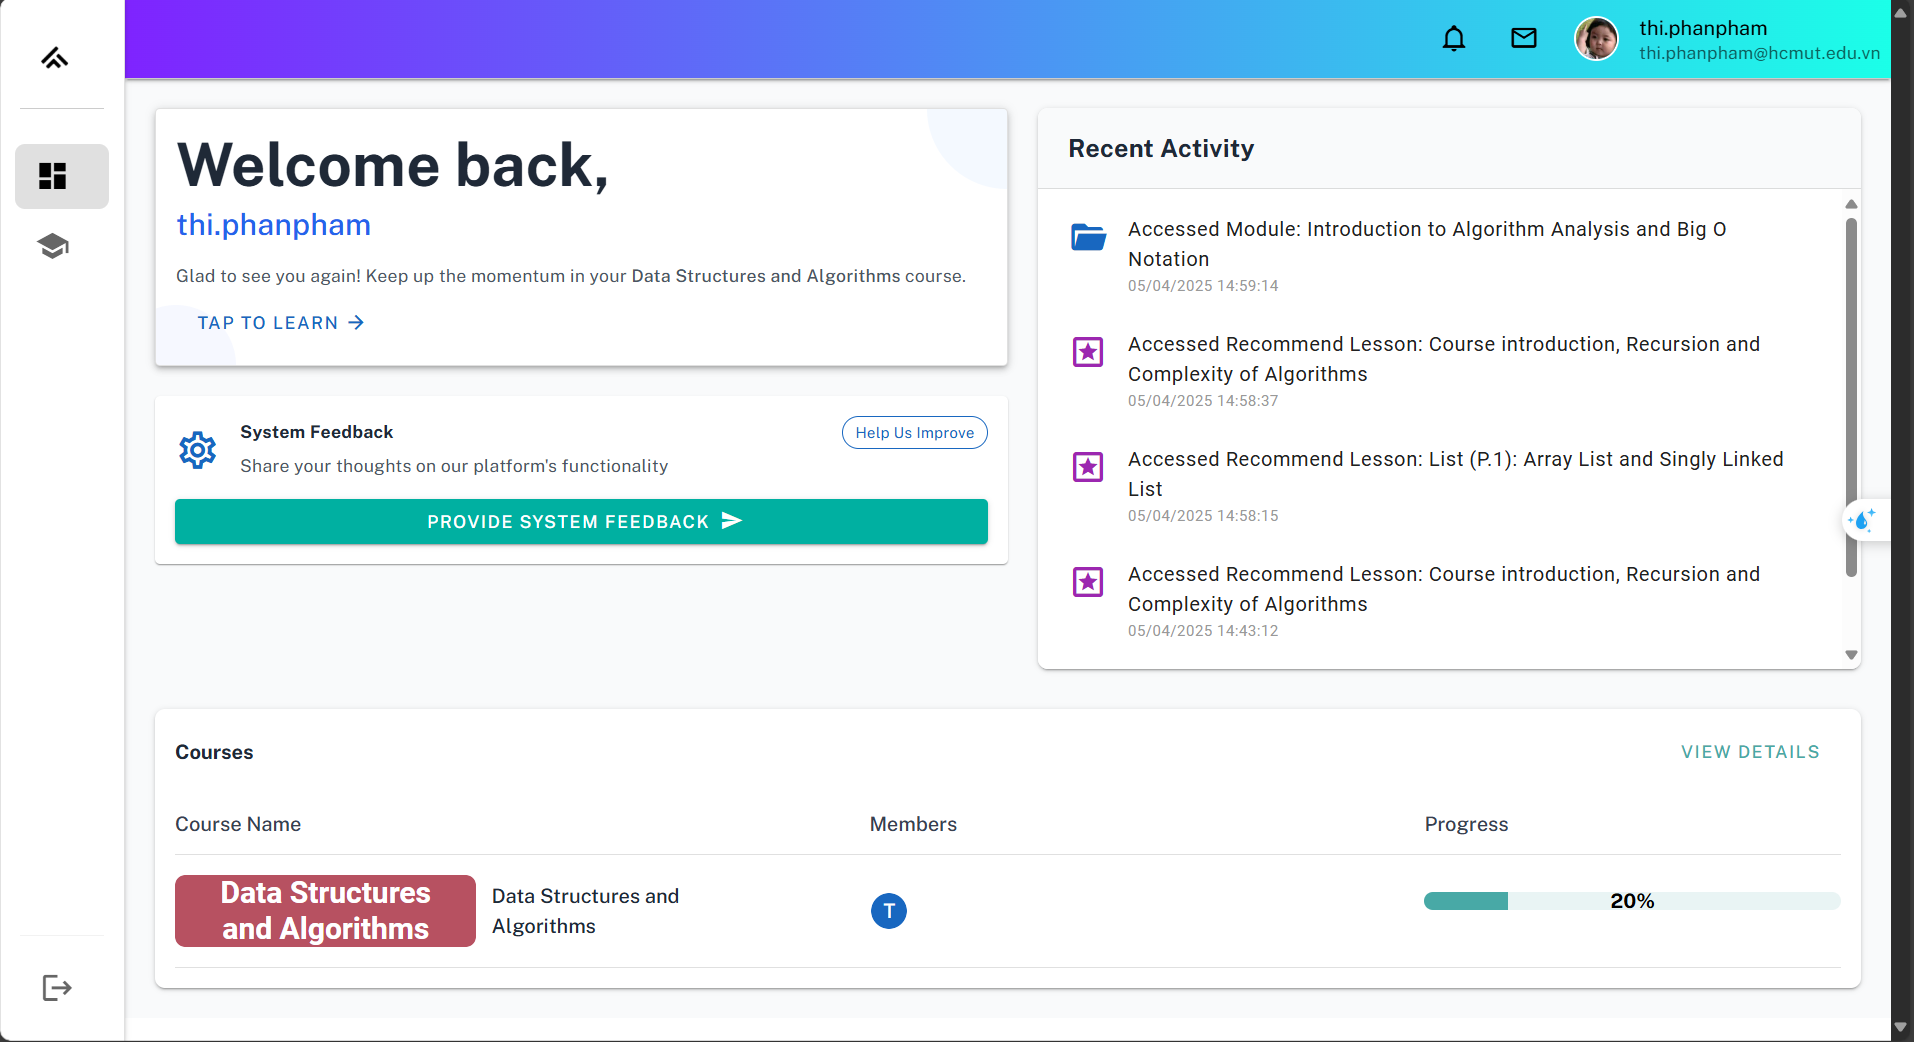 thi.phanpham
thi.phanpham@hcmut.edu.vn
Welcome back,
thi.phanpham
Glad to see you again! Keep up the momentum in your Data Structures and Algorithms course.
TAP TO LEARN
System Feedback
Help Us Improve
Share your thoughts on our platform's functionality
PROVIDE SYSTEM FEEDBACK
Recent Activity
Accessed Module: Introduction to Algorithm Analysis and Big O
Notation
05/04/2025 14:59:14
Accessed Recommend Lesson: Course introduction, Recursion and
Complexity of Algorithms
05/04/2025 14:58:37
Accessed Recommend Lesson: List (P.1): Array List and Singly Linked
List
05/04/2025 14:58:15
Accessed Recommend Lesson: Course introduction, Recursion and
Complexity of Algorithms
05/04/2025 14:43:12
Courses
VIEW DETAILS
Course Name
Members
Progress
Data Structures
and Algorithms
Data Structures and
Algorithms
T
20%